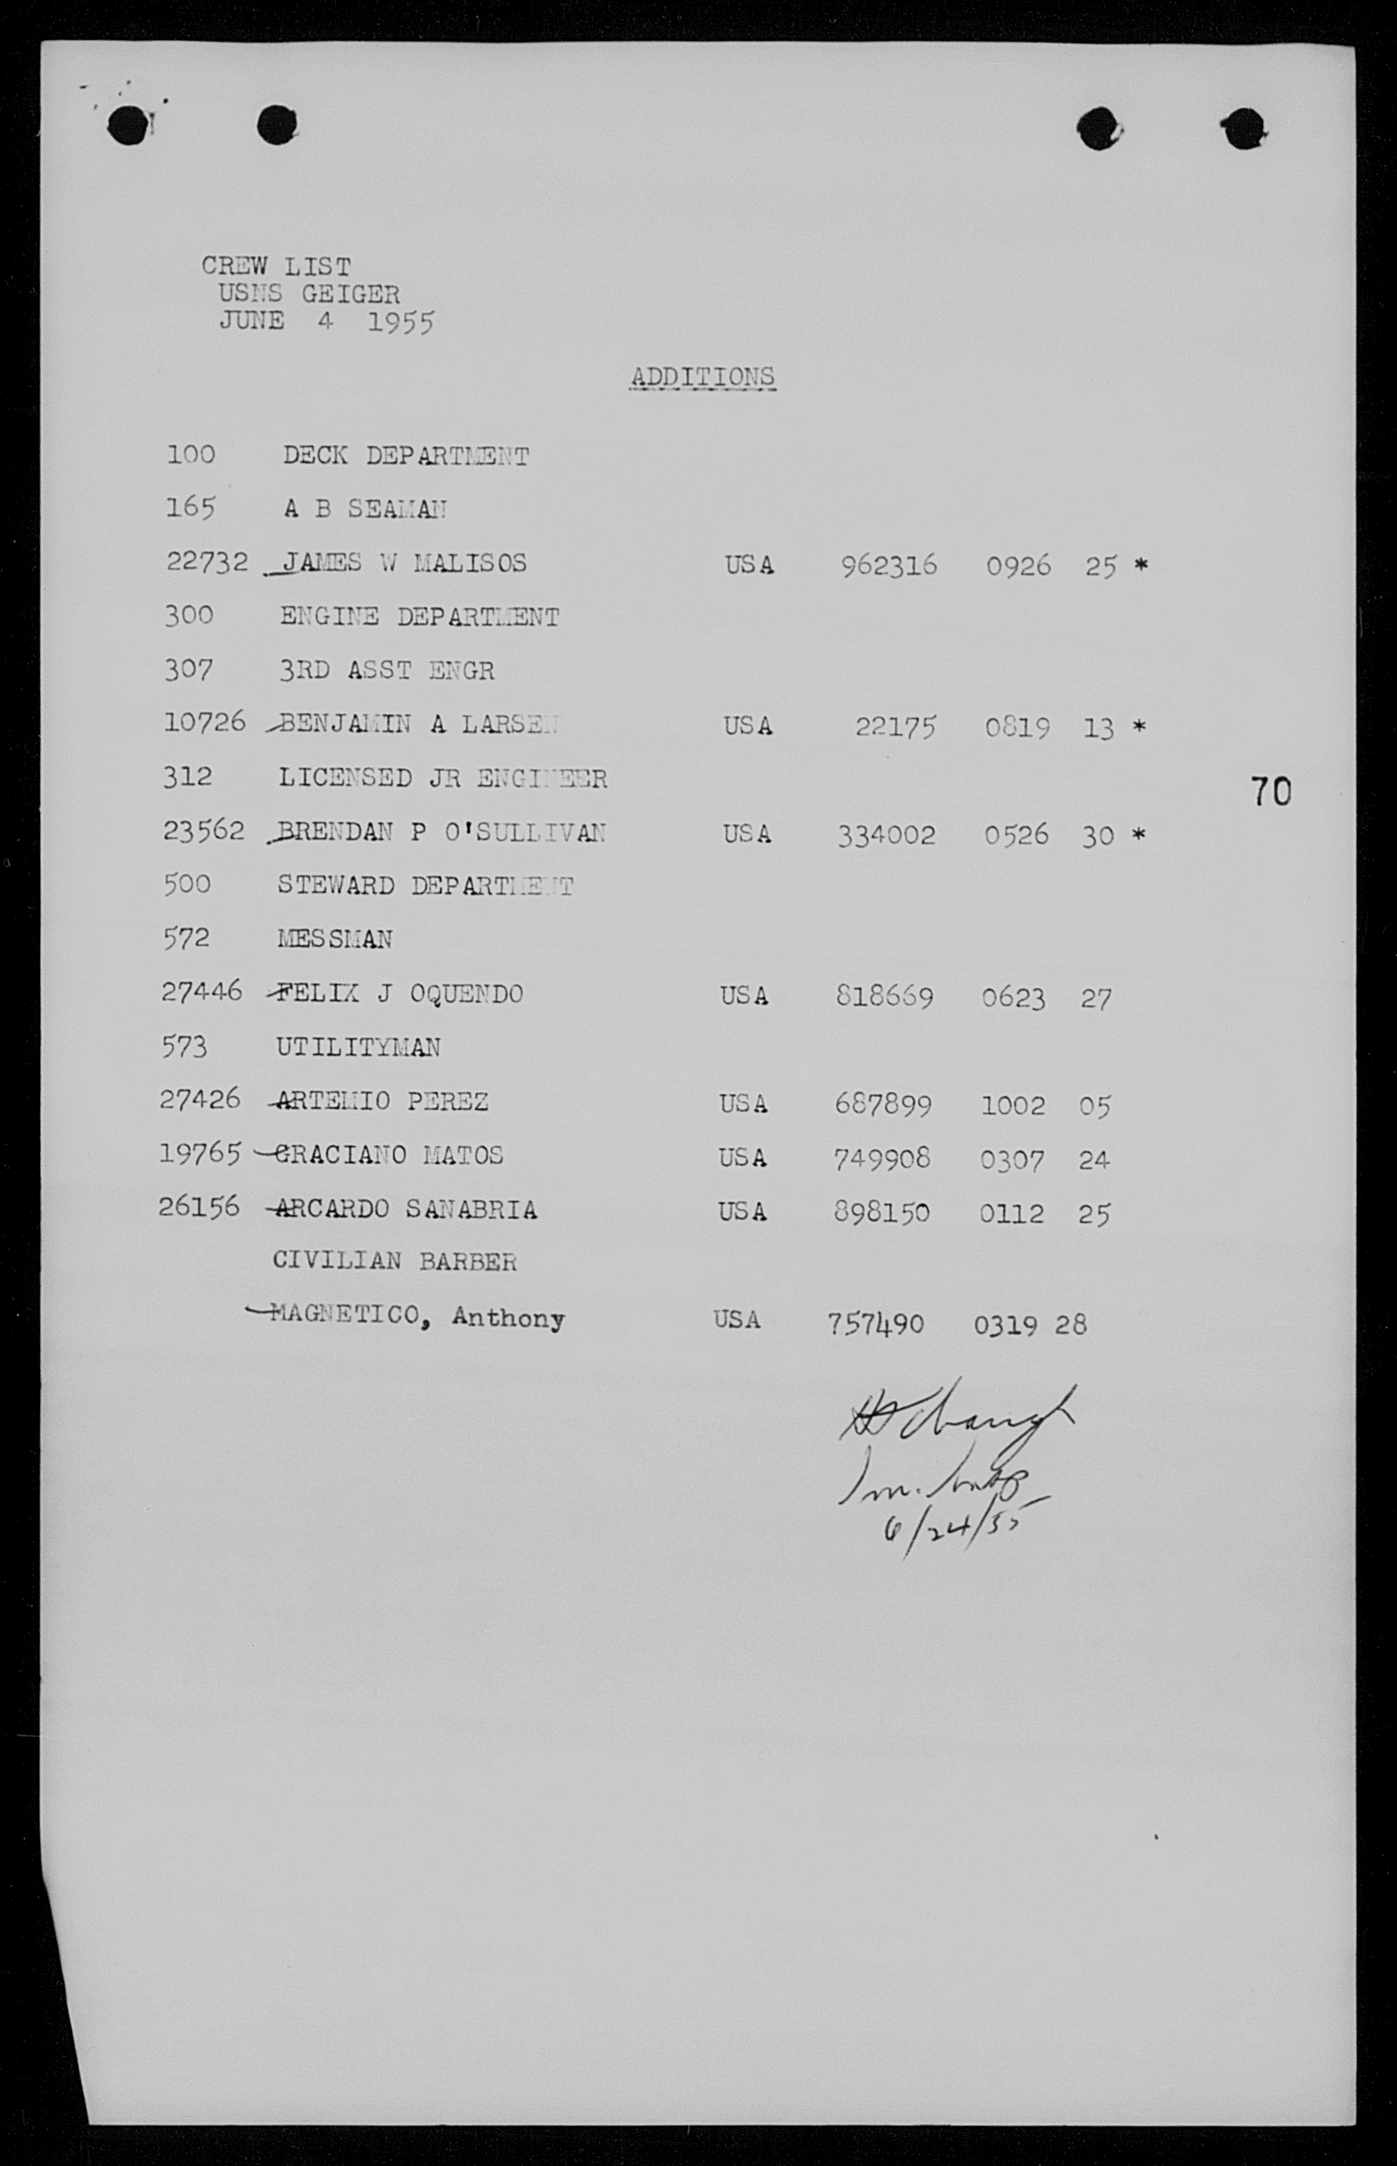 CREW LIST
USNS GEIGER
JUNE 4 1955
ADDITIONS
100 DECK DEPARTMENT
165 A B SEAMAN
22732 JAMES W MALISOS USA 962316 0926 25 *
300 ENGINE DEPARTMENT
307 3RD ASST ENGR
10726 BENJAMIN A LARSEN USA 22175 0819 13 *
312 LICENSED JR ENGINEER
70
23562 BRENDAN P O'SULLIVAN USA 334002 0526 30 *
500 STEWARD DEPARTMENT
572 MESSMAN
27446 FELIX J OQUENDO USA 818669 0623 27
573 UTILITYMAN
27426 ARTEMIO PEREZ USA 687899 1002 05
19765 GRACIANO MATOS USA 749908 0307 24
26156 ARCARDO SANABRIA USA 898150 0112 25
CIVILIAN BARBER
MAGNETICO, Anthony USA 757490 0319 28
6/24/55